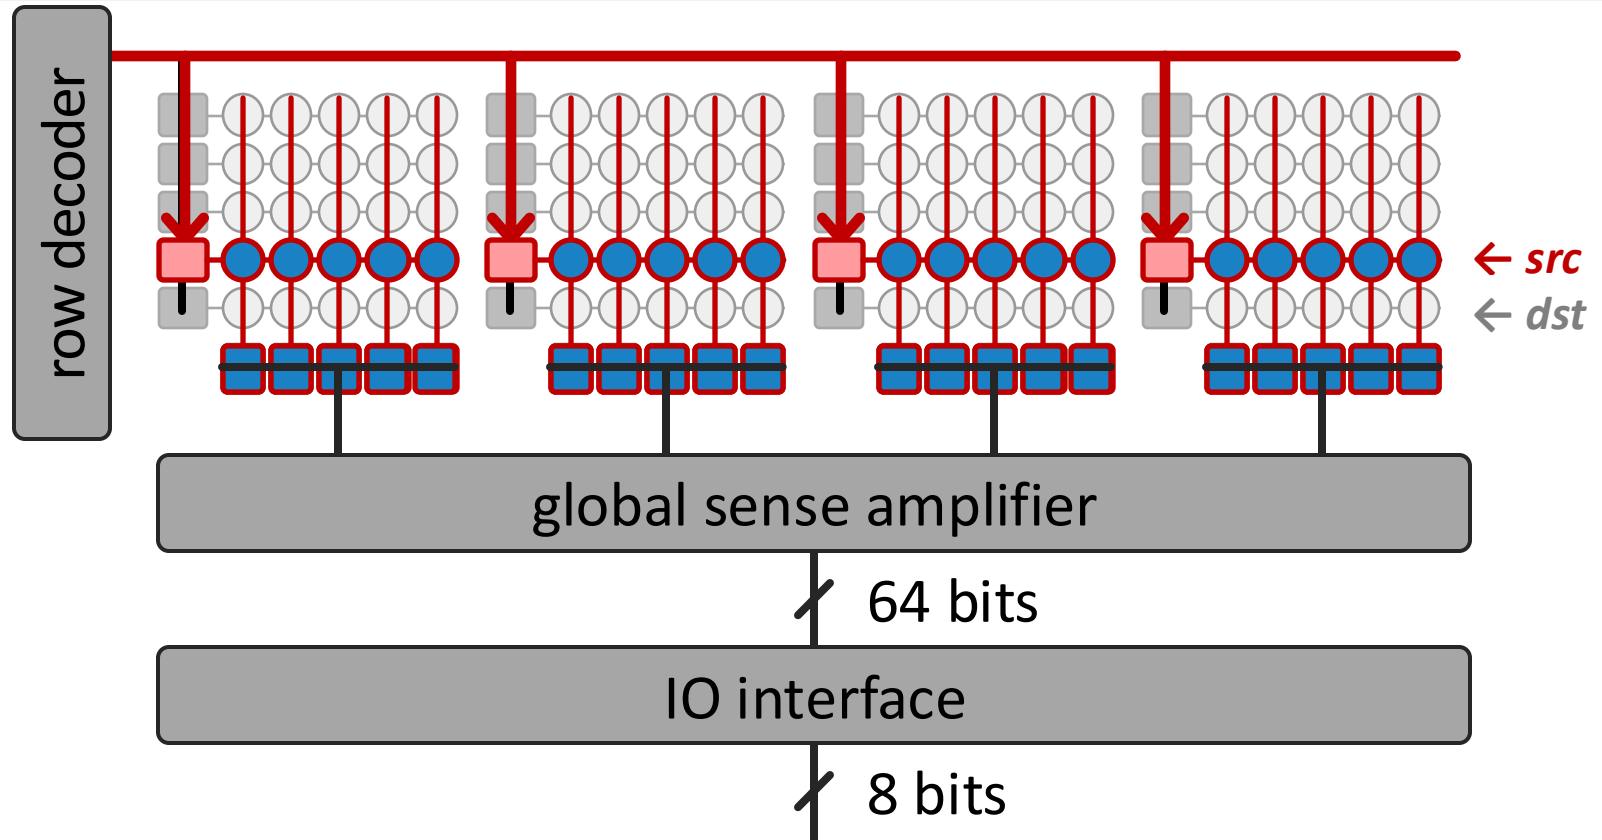 row decoder
← src
← dst
global sense amplifier
64 bits
IO interface
8 bits